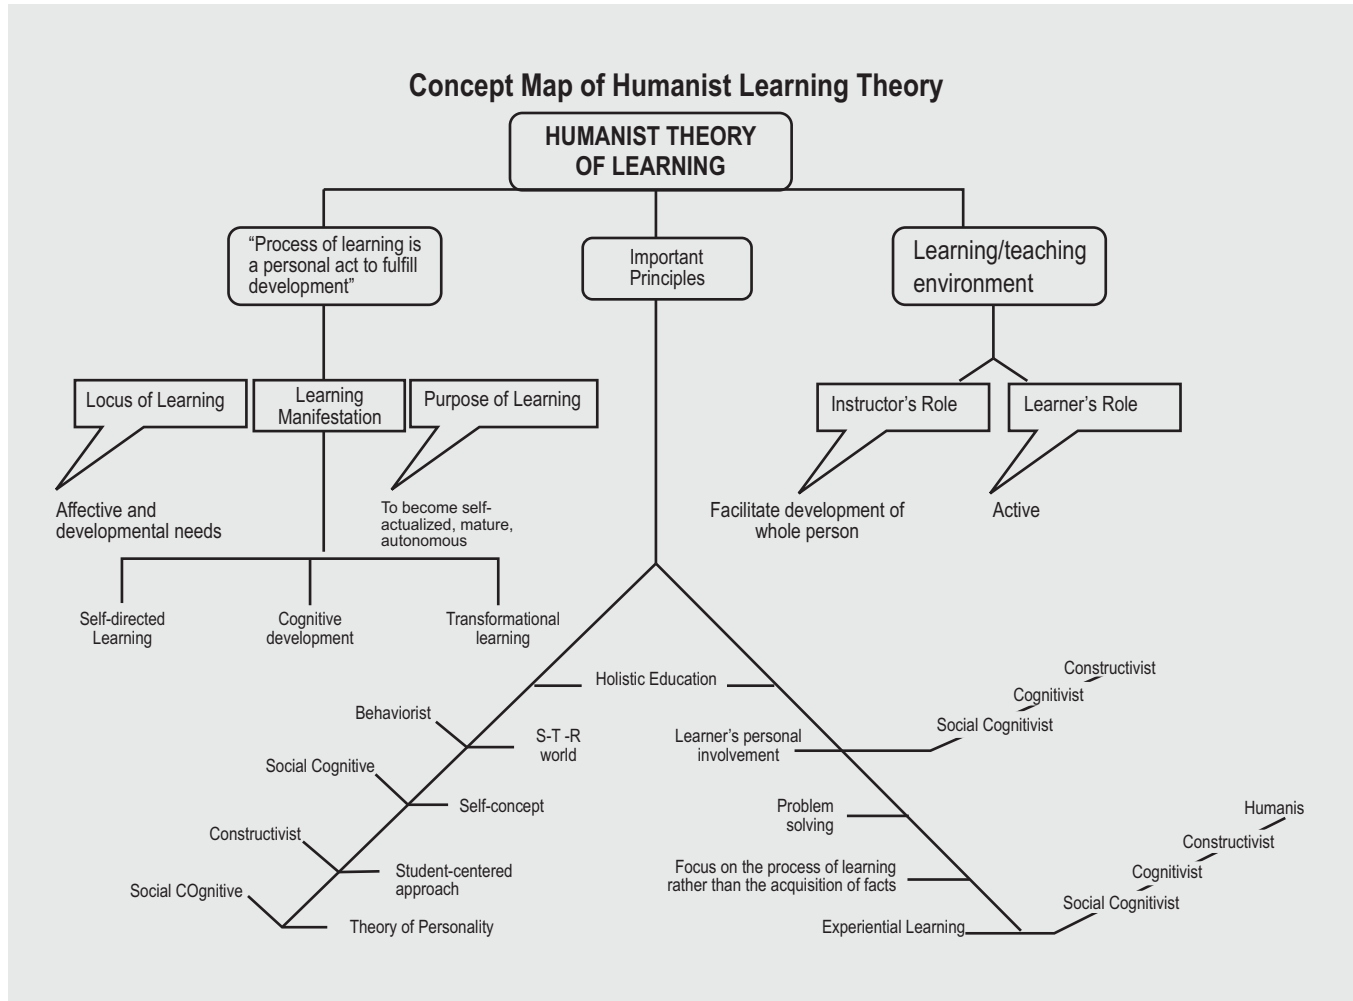 Concept Map of Humanist Learning Theory
HUMANIST THEORY
OF LEARNING
“Process of learning is
a personal act to fulfill
development”
Important
Principles
Learning/teaching
environment
Locus of Learning
Learning
Manifestation
Purpose of Learning
Instructor’s Role
Learner’s Role
Affective and
developmental needs
To become self-
actualized, mature,
autonomous
Facilitate development of
whole person
Active
Self-directed
Learning
Cognitive
development
Transformational
learning
Holistic Education
Behaviorist
S-T -R
world
Social Cognitive
Self-concept
Constructivist
Student-centered
approach
Social COgnitive
Theory of Personality
Learner’s personal
involvement
Social Cognitivist
Cognitivist
Constructivist
Problem
solving
Focus on the process of learning
rather than the acquisition of facts
Experiential Learning
Social Cognitivist
Cognitivist
Constructivist
Humanis